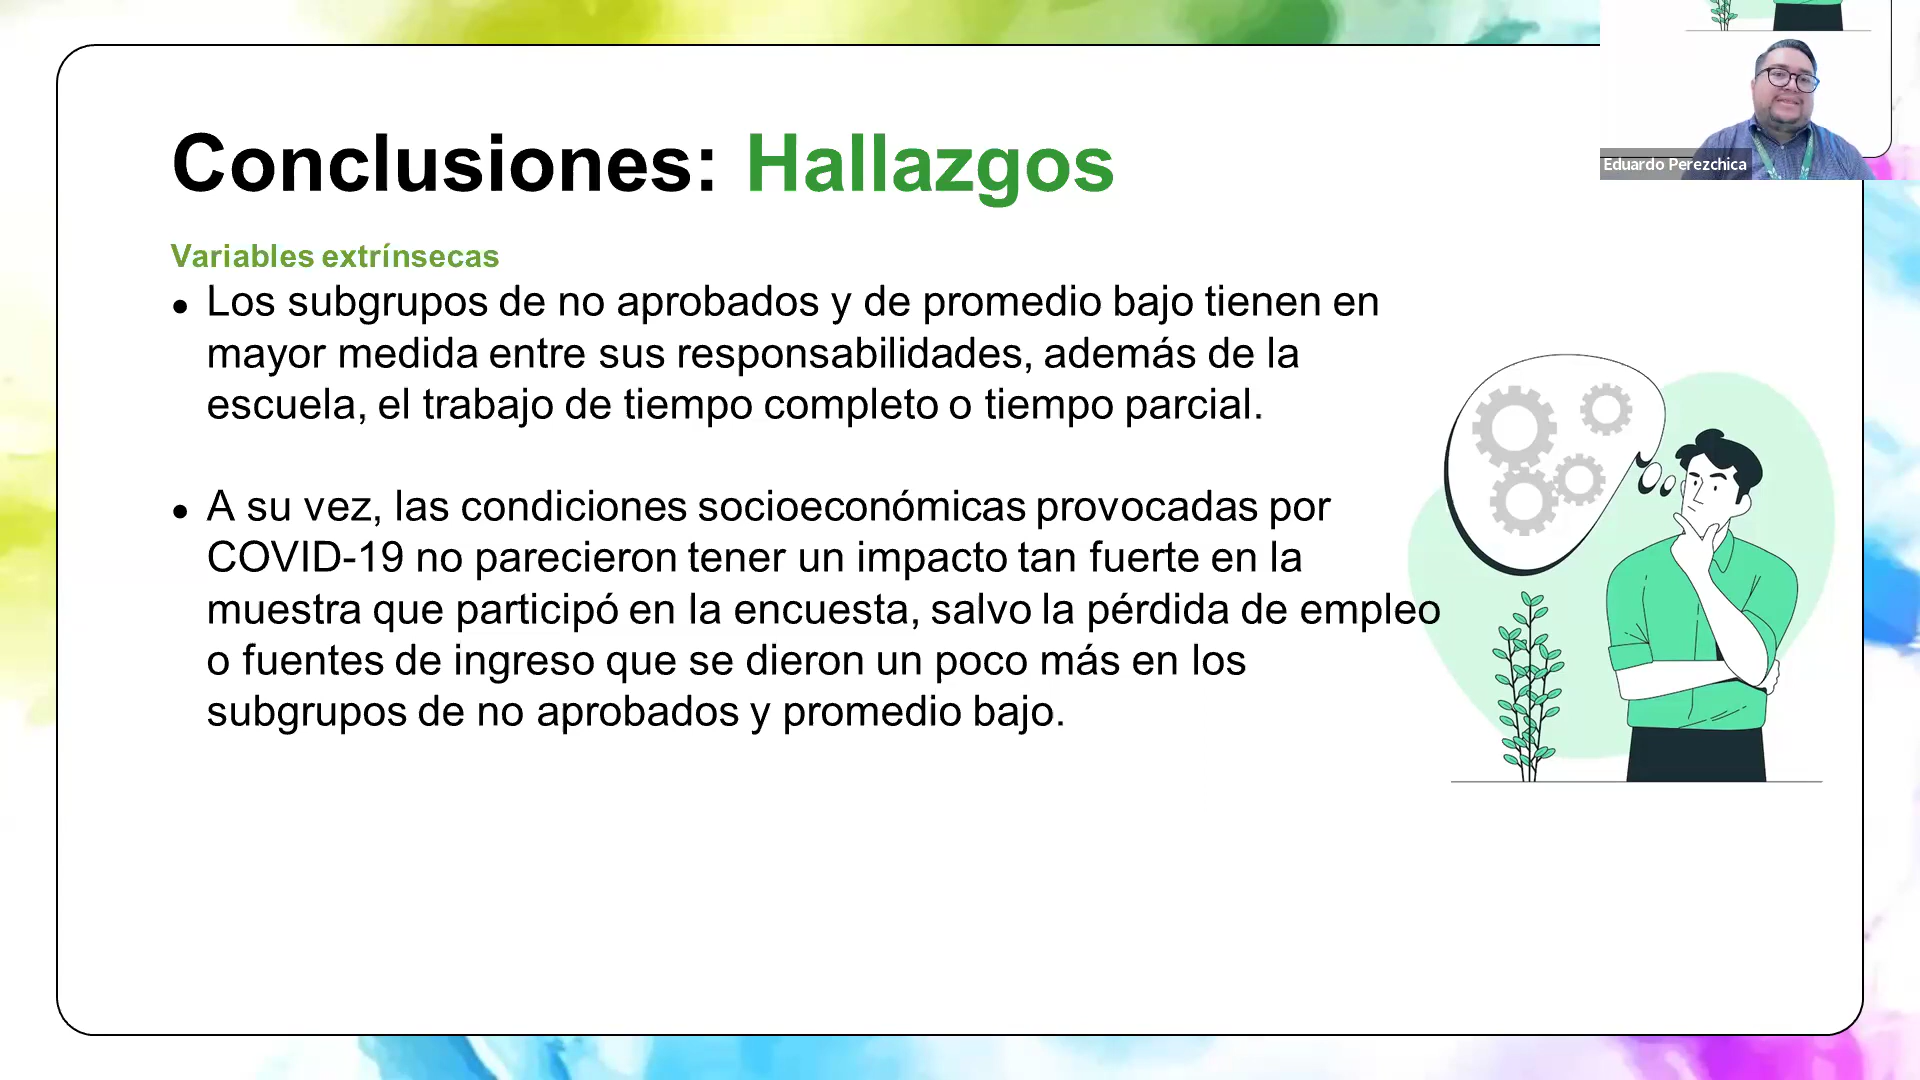 Conclusiones: Hallazgos
Eduardo Perezchica
Variables extrínsecas
● Los subgrupos de no aprobados y de promedio bajo tienen en
mayor medida entre sus responsabilidades, además de la
escuela, el trabajo de tiempo completo o tiempo parcial.
● A su vez, las condiciones socioeconómicas provocadas por
COVID-19 no parecieron tener un impacto tan fuerte en la
muestra que participó en la encuesta, salvo la pérdida de empleo
o fuentes de ingreso que se dieron un poco más en los
subgrupos de no aprobados y promedio bajo.